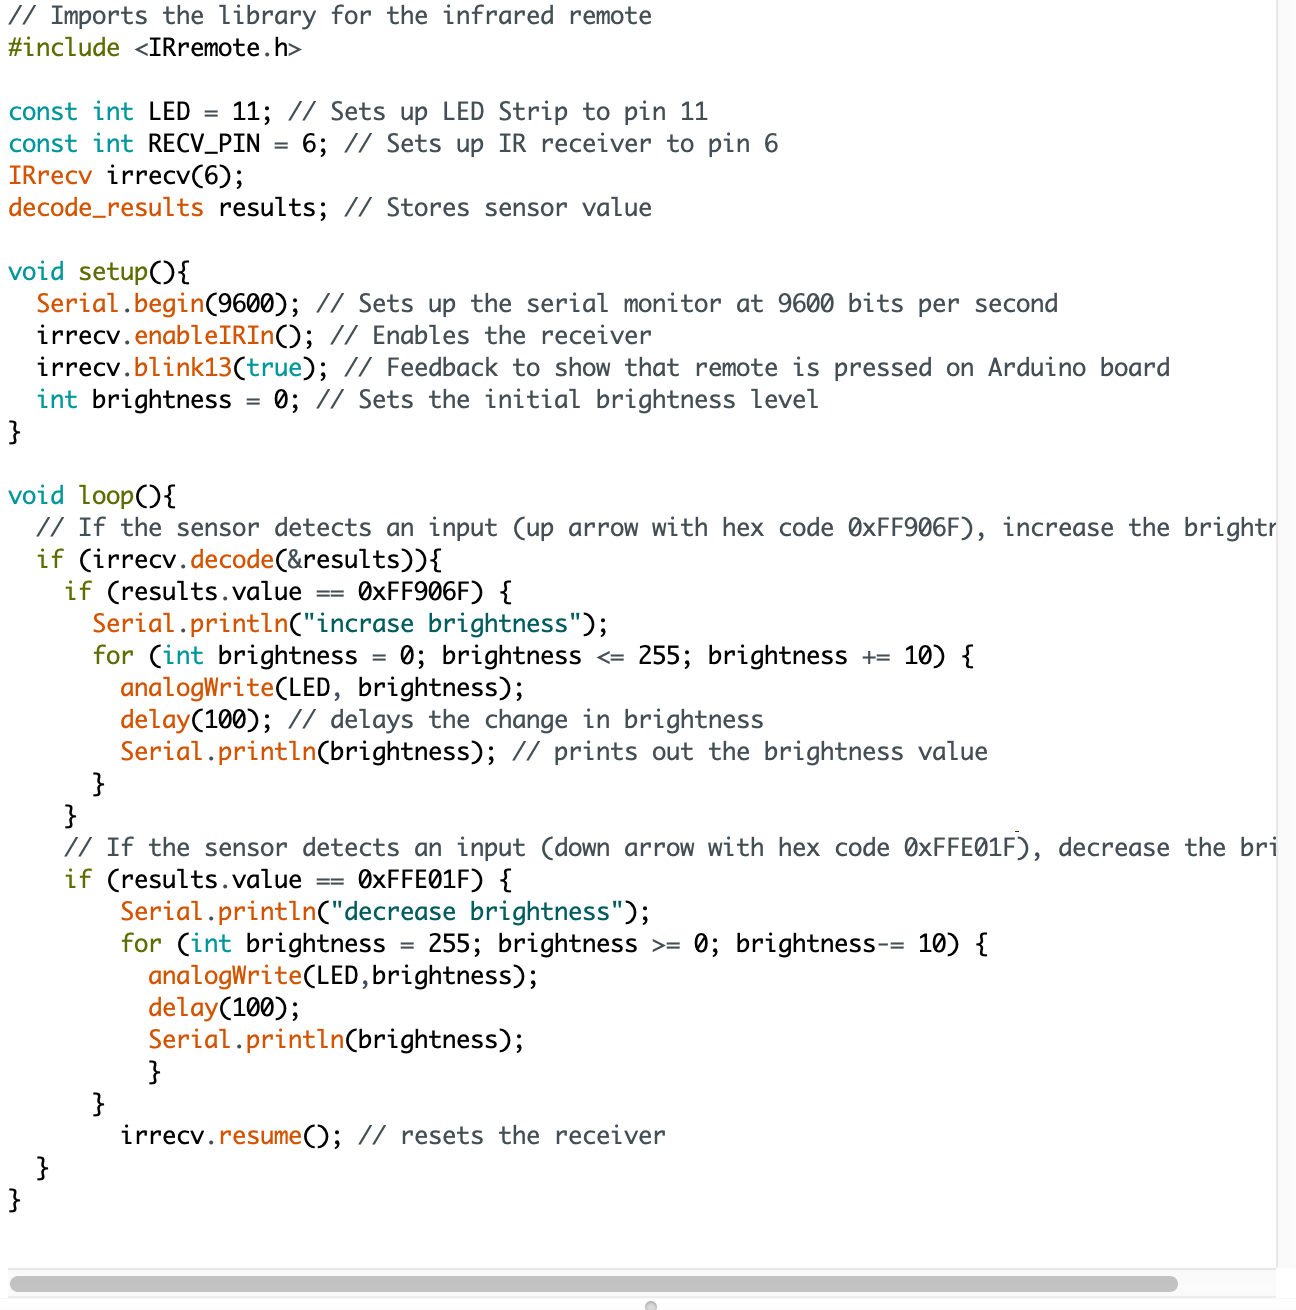 // Imports the library for the infrared remote
#include <IRremote.h>

const int LED = 11; // Sets up LED Strip to pin 11
const int RECV_PIN = 6; // Sets up IR receiver to pin 6
IRrecv irrecv(6);
decode_results results; // Stores sensor value

void setup(){
  Serial.begin(9600); // Sets up the serial monitor at 9600 bits per second
  irrecv.enableIRIn(); // Enables the receiver
  irrecv.blink13(true); // Feedback to show that remote is pressed on Arduino board
  int brightness = 0; // Sets the initial brightness level
}

void loop(){
  // If the sensor detects an input (up arrow with hex code 0xFF906F), increase the
  if (irrecv.decode(&results)){
    if (results.value == 0xFF906F) {
      Serial.println("incrase brightness");
      for (int brightness = 0; brightness <= 255; brightness += 10) {
        analogWrite(LED, brightness);
        delay(100); // delays the change in brightness
        Serial.println(brightness); // prints out the brightness value
      }
    }
    // If the sensor detects an input (down arrow with hex code 0xFFE01F), decrease the bri
    if (results.value == 0xFFE01F) {
        Serial.println("decrease brightness");
        for (int brightness = 255; brightness >= 0; brightness-= 10) {
          analogWrite(LED,brightness);
          delay(100);
          Serial.println(brightness);
          }
      }
        irrecv.resume(); // resets the receiver
  }
}